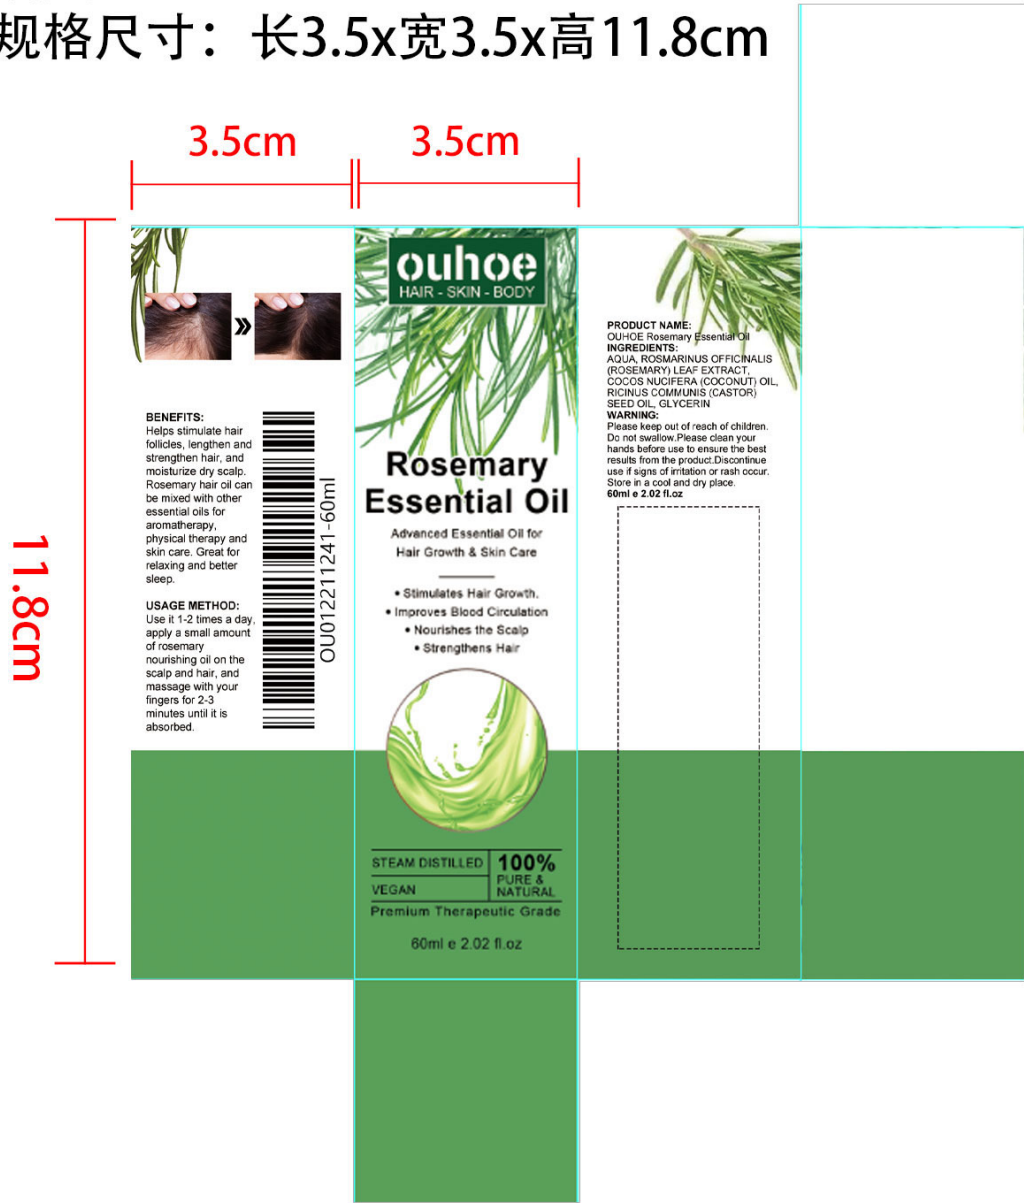 规格尺寸：长3.5x宽3.5x高11.8cm
3.5cm
3.5cm
11.8cm
BENEFITS:
Helps stimulate hair
follicles, lengthen and
strengthen hair, and
moisturize dry scalp.
Rosemary hair oil can
be mixed with other
essential oils for
aromatherapy,
physical therapy and
skin care. Great for
relaxing and better
sleep.
USAGE METHOD:
Use it 1-2 times a day,
apply a small amount
of rosemary
nourishing oil on the
scalp and hair, and
massage with your
fingers for 2-3
minutes until it is
absorbed.
OU012211241-60ml
ouhoe
HAIR - SKIN - BODY
Rosemary
Essential Oil
Advanced Essential Oil for
Hair Growth & Skin Care
• Stimulates Hair Growth.
• Improves Blood Circulation
• Nourishes the Scalp
• Strengthens Hair
STEAM DISTILLED
VEGAN
100%
PURE &
NATURAL
Premium Therapeutic Grade
60ml e 2.02 fl.oz
PRODUCT NAME:
OUHOE Rosemary Essential Oil
INGREDIENTS:
AQUA, ROSMARINUS OFFICINALIS
(ROSEMARY) LEAF EXTRACT,
COCOS NUCIFERA (COCONUT) OIL,
RICINUS COMMUNIS (CASTOR)
SEED OIL, GLYCERIN
WARNING:
Please keep out of reach of children.
Do not swallow.Please clean your
hands before use to ensure the best
results from the product.Discontinue
use if signs of irritation or rash occur.
Store in a cool and dry place.
60ml e 2.02 fl.oz